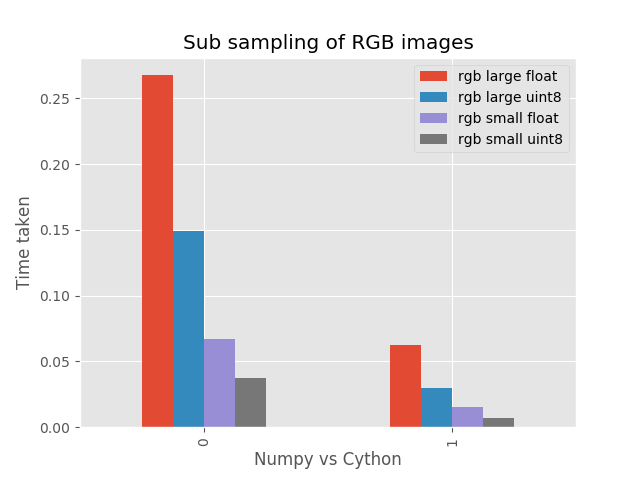 Sub sampling of RGB images
rgb large float
rgb large uint8
rgb small float
rgb small uint8
Time taken
0.25
0.20
0.15
0.10
0.05
0.00
0
1
Numpy vs Cython